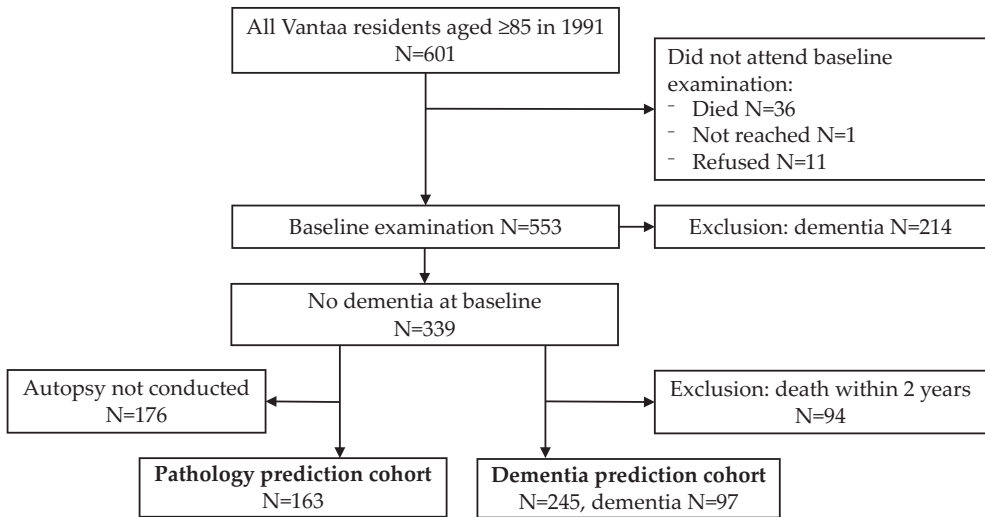 All Vantaa residents aged ≥85 in 1991
N=601
Did not attend baseline
examination:
- Died N=36
- Not reached N=1
- Refused N=11
Baseline examination N=553
Exclusion: dementia N=214
No dementia at baseline
N=339
Autopsy not conducted
N=176
Exclusion: death within 2 years
N=94
Pathology prediction cohort
N=163
Dementia prediction cohort
N=245, dementia N=97